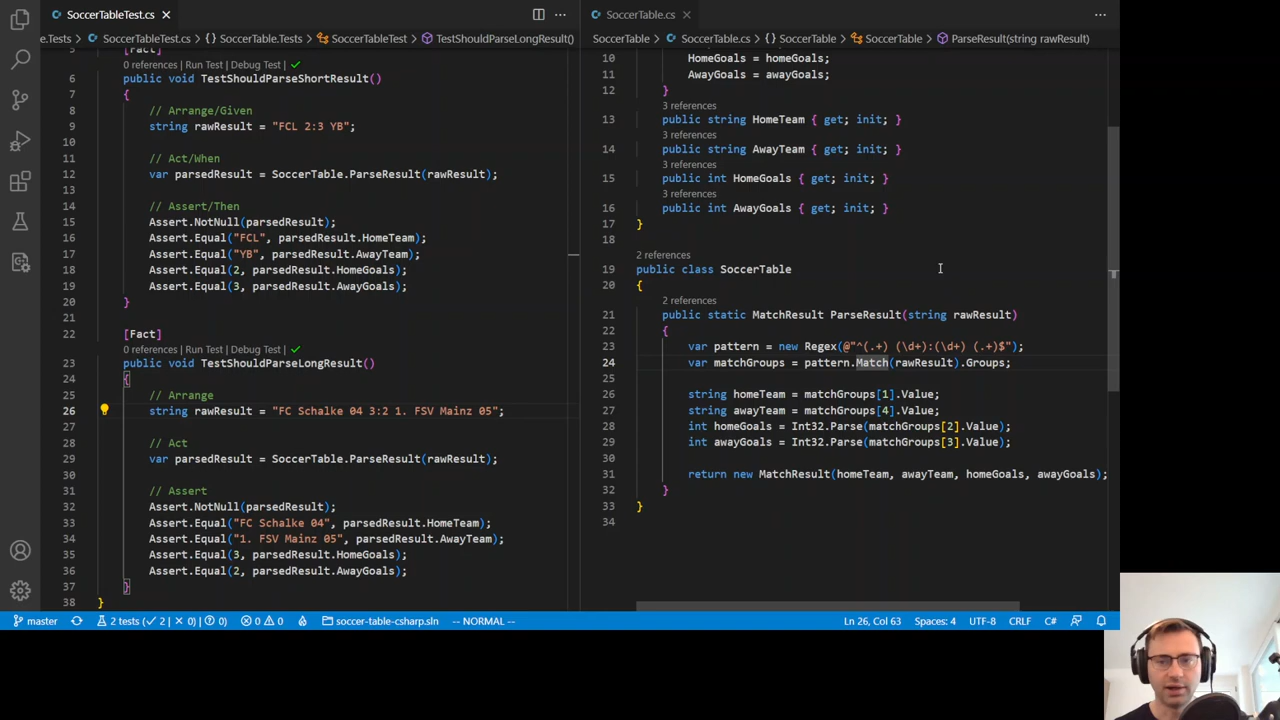 SoccerTableTest.cs
e.Tests > SoccerTableTest.cs > {} SoccerTable.Tests > SoccerTableTest > TestShouldParseLongResult()
5 [Fact]
0 references | Run Test | Debug Test |
6 public void TestShouldParseShortResult()
7 {
8 // Arrange/Given
9 string rawResult = "FCL 2:3 YB";
10
11 // Act/When
12 var parsedResult = SoccerTable.ParseResult(rawResult);
13
14 // Assert/Then
15 Assert.NotNull(parsedResult);
16 Assert.Equal("FCL", parsedResult.HomeTeam);
17 Assert.Equal("YB", parsedResult.AwayTeam);
18 Assert.Equal(2, parsedResult.HomeGoals);
19 Assert.Equal(3, parsedResult.AwayGoals);
20 }
21
22 [Fact]
0 references | Run Test | Debug Test |
23 public void TestShouldParseLongResult()
24 {
25 // Arrange
26 string rawResult = "FC Schalke 04 3:2 1. FSV Mainz 05";
27
28 // Act
29 var parsedResult = SoccerTable.ParseResult(rawResult);
30
31 // Assert
32 Assert.NotNull(parsedResult);
33 Assert.Equal("FC Schalke 04", parsedResult.HomeTeam);
34 Assert.Equal("1. FSV Mainz 05", parsedResult.AwayTeam);
35 Assert.Equal(3, parsedResult.HomeGoals);
36 Assert.Equal(2, parsedResult.AwayGoals);
37 }
38 }
SoccerTable.cs
SoccerTable > SoccerTable.cs > {} SoccerTable > SoccerTable > ParseResult(string rawResult)
10 HomeGoals = homeGoals;
11 AwayGoals = awayGoals;
12 }
3 references
13 public string HomeTeam { get; init; }
3 references
14 public string AwayTeam { get; init; }
3 references
15 public int HomeGoals { get; init; }
3 references
16 public int AwayGoals { get; init; }
17 }
18
2 references
19 public class SoccerTable
20 {
2 references
21 public static MatchResult ParseResult(string rawResult)
22 {
23 var pattern = new Regex(@"^(.+) (\d+):(\d+) (.+)$");
24 var matchGroups = pattern.Match(rawResult).Groups;
25
26 string homeTeam = matchGroups[1].Value;
27 string awayTeam = matchGroups[4].Value;
28 int homeGoals = Int32.Parse(matchGroups[2].Value);
29 int awayGoals = Int32.Parse(matchGroups[3].Value);
30
31 return new MatchResult(homeTeam, awayTeam, homeGoals, awayGoals);
32 }
33 }
34
master 2 tests (✓ 2 | ✕ 0) | (? 0) 0 0 soccer-table-csharp.sln -- NORMAL -- Ln 26, Col 63 Spaces: 4 UTF-8 CRLF C#